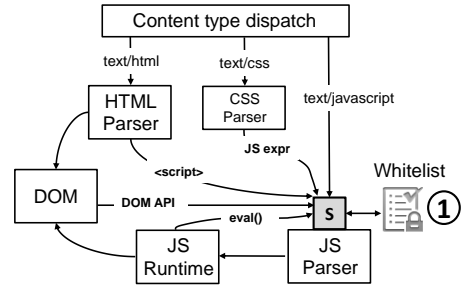 Content type dispatch
text/html
text/css
text/javascript
HTML
Parser
CSS
Parser
JS expr
<script>
Whitelist
DOM
DOM API
S
1
eval()
JS
Runtime
JS
Parser